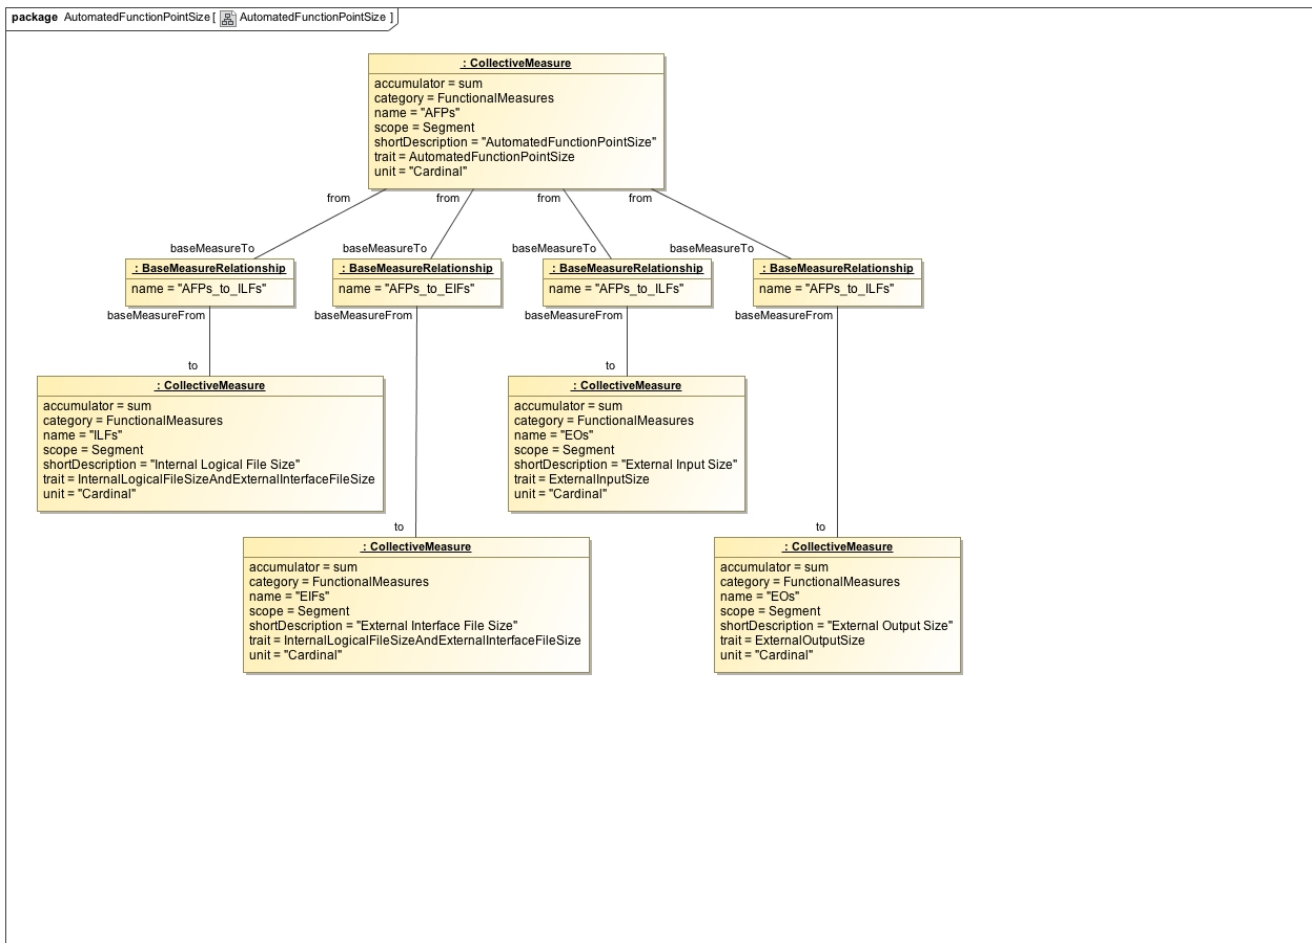 package AutomatedFunctionPointSize [ AutomatedFunctionPointSize ]
: CollectiveMeasure
accumulator = sum
category = FunctionalMeasures
name = "AFPs"
scope = Segment
shortDescription = "AutomatedFunctionPointSize"
trait = AutomatedFunctionPointSize
unit = "Cardinal"
from
from
from
from
baseMeasureTo
baseMeasureTo
baseMeasureTo
baseMeasureTo
: BaseMeasureRelationship
name = "AFPs_to_ILFs"
: BaseMeasureRelationship
name = "AFPs_to_EIFs"
: BaseMeasureRelationship
name = "AFPs_to_ILFs"
: BaseMeasureRelationship
name = "AFPs_to_ILFs"
baseMeasureFrom
baseMeasureFrom
baseMeasureFrom
baseMeasureFrom
to
to
: CollectiveMeasure
accumulator = sum
category = FunctionalMeasures
name = "ILFs"
scope = Segment
shortDescription = "Internal Logical File Size"
trait = InternalLogicalFileSizeAndExternalInterfaceFileSize
unit = "Cardinal"
: CollectiveMeasure
accumulator = sum
category = FunctionalMeasures
name = "EOs"
scope = Segment
shortDescription = "External Input Size"
trait = ExternalInputSize
unit = "Cardinal"
to
to
: CollectiveMeasure
accumulator = sum
category = FunctionalMeasures
name = "EIFs"
scope = Segment
shortDescription = "External Interface File Size"
trait = InternalLogicalFileSizeAndExternalInterfaceFileSize
unit = "Cardinal"
: CollectiveMeasure
accumulator = sum
category = FunctionalMeasures
name = "EOs"
scope = Segment
shortDescription = "External Output Size"
trait = ExternalOutputSize
unit = "Cardinal"